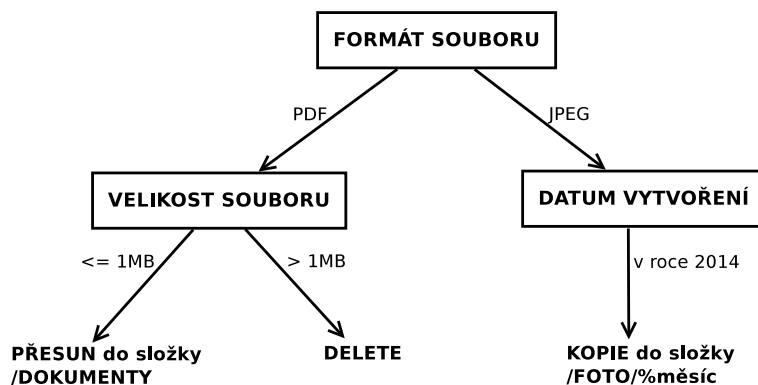 FORMÁT SOUBORU
PDF
JPEG
VELIKOST SOUBORU
DATUM VYTVOŘENÍ
<= 1MB
> 1MB
v roce 2014
PŘESUN do složky
/DOKUMENTY
DELETE
KOPIE do složky
/FOTO/%měsíc